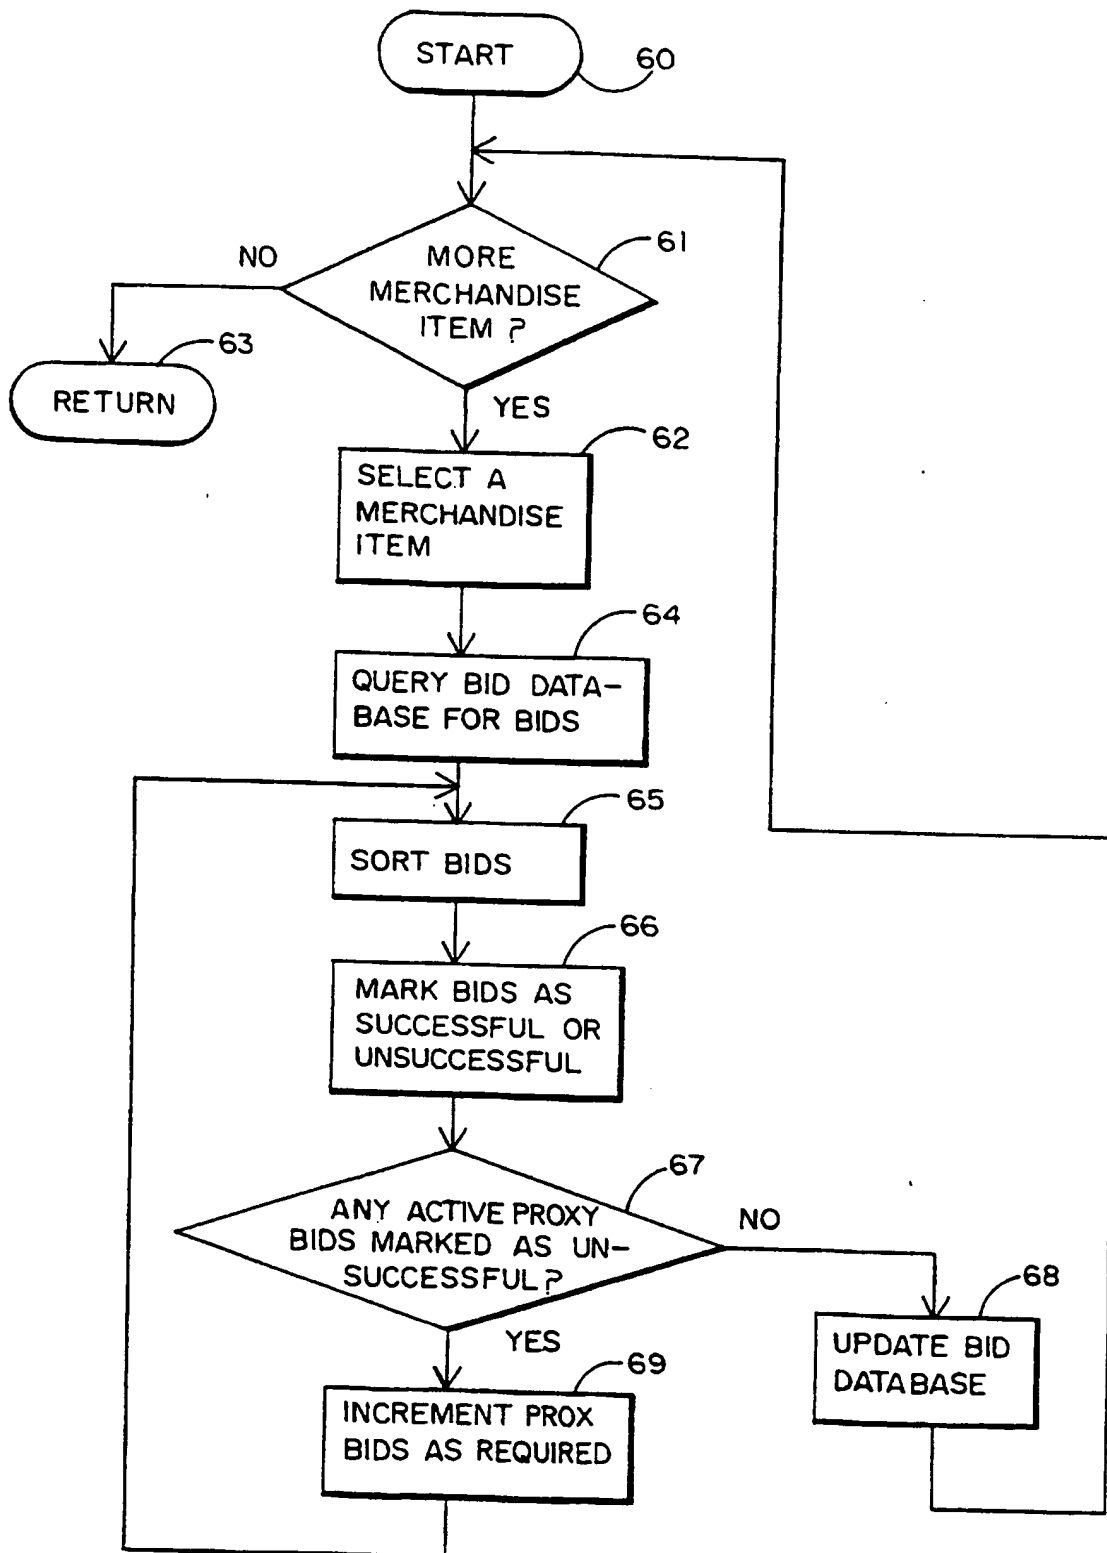 START
60
MORE
MERCHANDISE
ITEM ?
61
NO
63
RETURN
YES
62
SELECT A
MERCHANDISE
ITEM
64
QUERY BID DATA-
BASE FOR BIDS
65
SORT BIDS
66
MARK BIDS AS
SUCCESSFUL OR
UNSUCCESSFUL
67
ANY ACTIVE PROXY
BIDS MARKED AS UN-
SUCCESSFUL?
NO
68
UPDATE BID
DATABASE
YES
69
INCREMENT PROX
BIDS AS REQUIRED